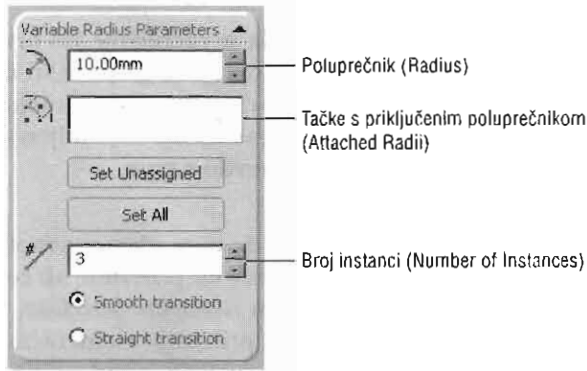 Variable Radius Parameters
10.00mm
Poluprečnik (Radius)
Tačke s priključenim poluprečnikom
(Attached Radii)
Set Unassigned
Set All
#
3
Broj instanci (Number of Instances)
Smooth transition
Straight transition